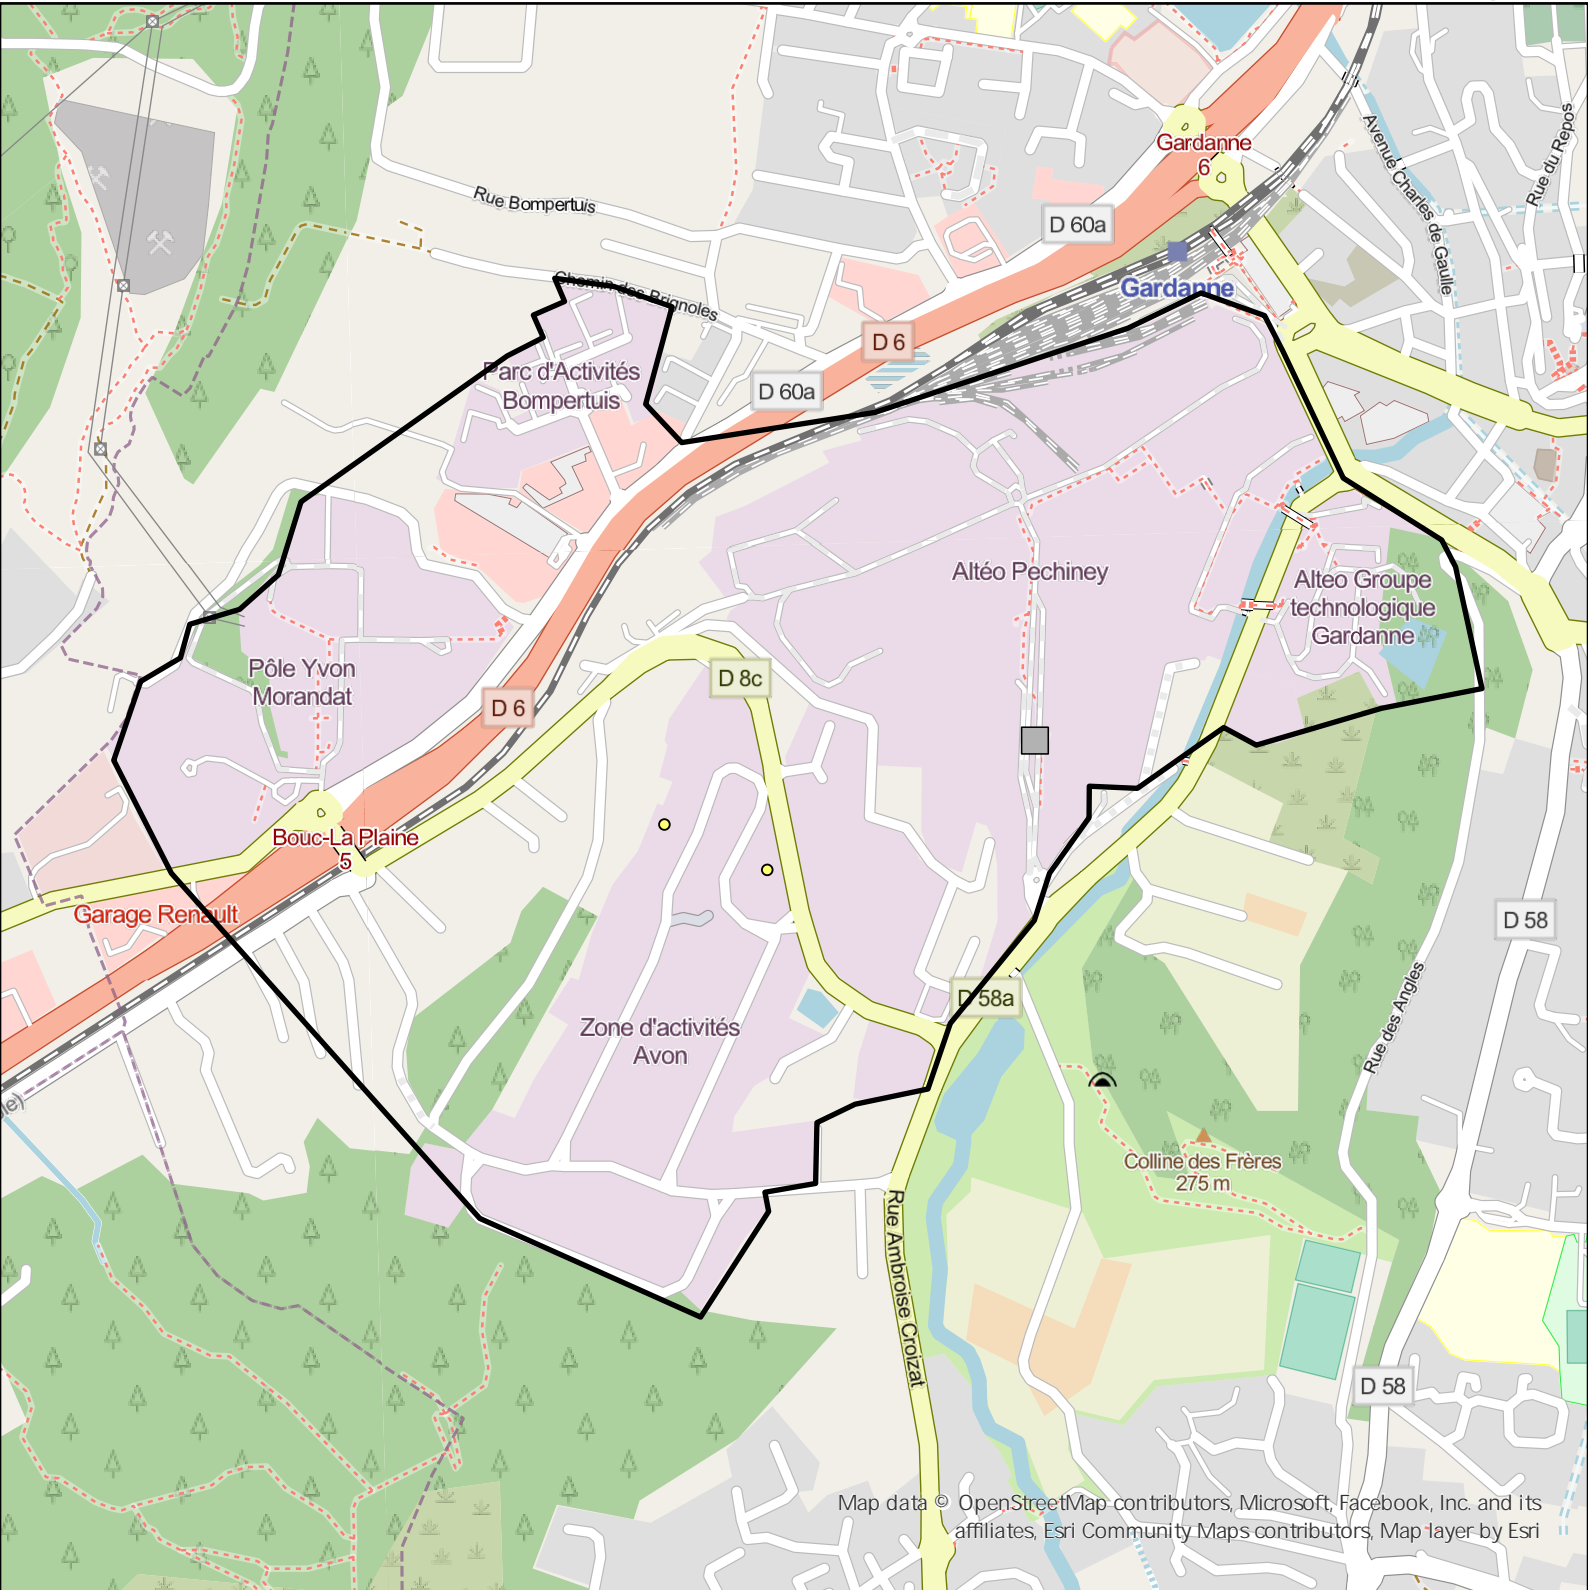 Gardanne
6
Avenue Charles de Gaulle
Rue du Repos
Rue Bompertuis
D 60a
Gardanne
Chemin des Brignoles
D 6
Parc d'Activités
Bompertuis
D 60a
Altéo Pechiney
Alteo Groupe
technologique
Gardanne
Pôle Yvon
Morandat
D 8c
D 6
Bouc-La Plaine
5
Garage Renault
D 58
D 58a
Rue des Angles
Zone d'activités
Avon
Colline des Frères
275 m
Rue Ambroise Croizat
D 58
Map data © OpenStreetMap contributors, Microsoft, Facebook, Inc. and its
affiliates, Esri Community Maps contributors, Map layer by Esri